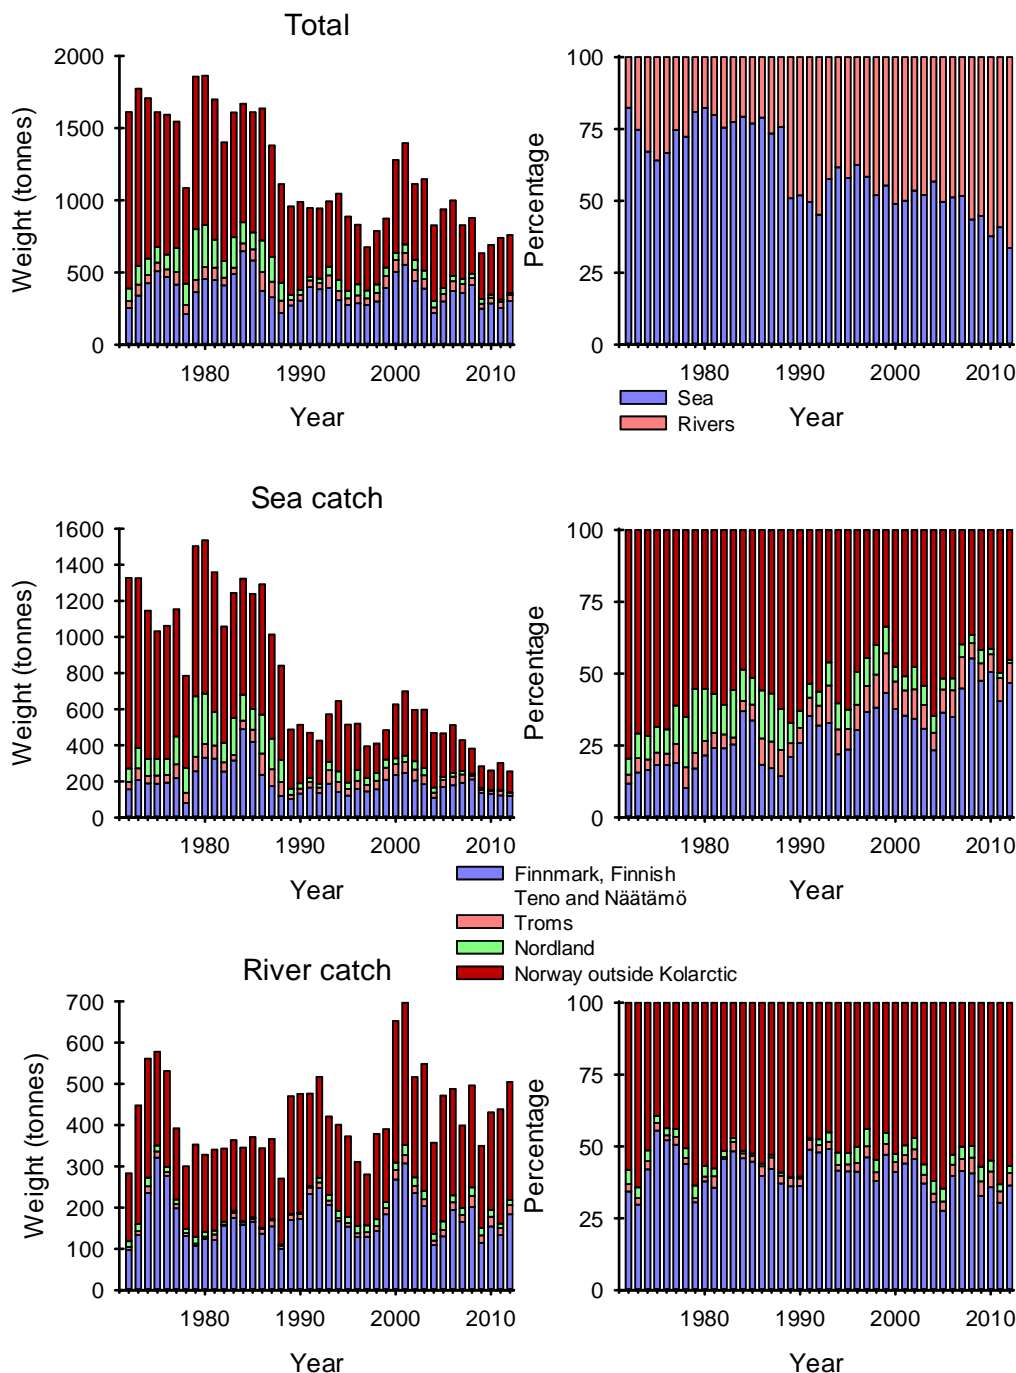 Total
Weight (tonnes)
2000
1500
1000
500
0
1980
1990
2000
2010
Year
Percentage
100
75
50
25
0
1980
1990
2000
2010
Year
Sea
Rivers
Sea catch
Weight (tonnes)
1600
1400
1200
1000
800
600
400
200
0
1980
1990
2000
2010
Year
Percentage
100
75
50
25
0
1980
1990
2000
2010
Year
Finnmark, Finnish
Teno and Näätämö
Troms
Nordland
Norway outside Kolarctic
River catch
Weight (tonnes)
700
600
500
400
300
200
100
0
1980
1990
2000
2010
Year
Percentage
100
75
50
25
0
1980
1990
2000
2010
Year